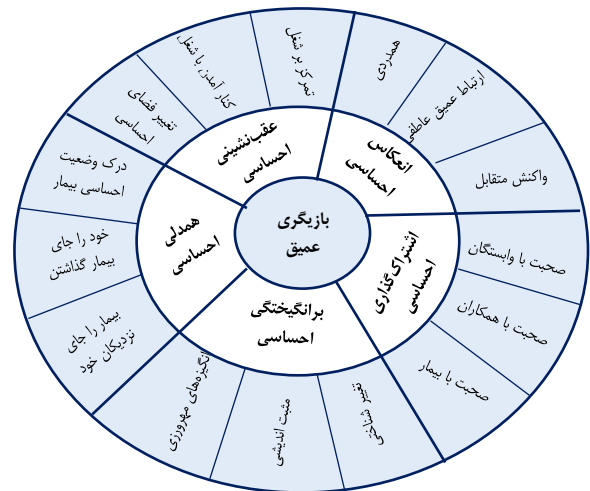 بازیگری
عمیق
انعکاس
احساسی
همدردی
ارتباط عمیق عاطفی
واکنش متقابل
اشتراک‌گذاری
احساسی
صحبت با وابستگان
صحبت با همکاران
صحبت با بیمار
برانگیختگی
احساسی
تغییر شناختی
مثبت اندیشی
انگیزه‌های مهرورزی
همدلی
احساسی
بیمار را جای
نزدیکان خود
خود را جای
بیمار گذاشتن
درک وضعیت
احساسی بیمار
عقب‌نشینی
احساسی
تغییر فضای
احساسی
کنار آمدن با شغل
تمرکز بر شغل